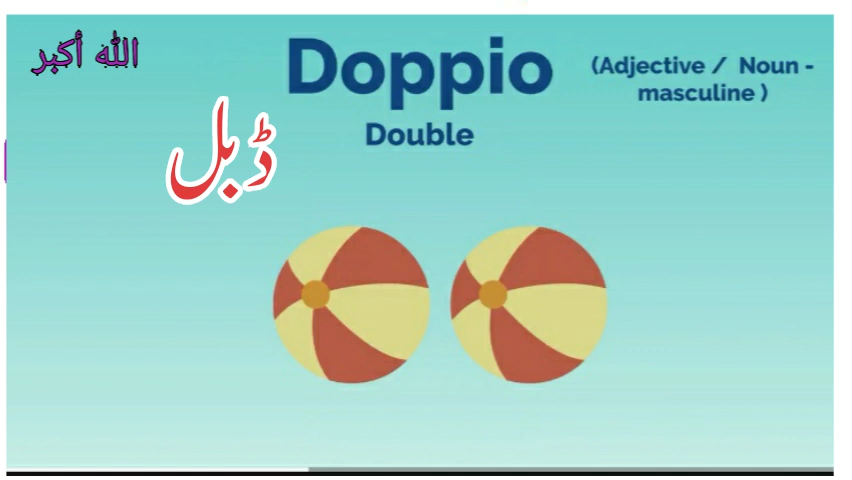 الله أكبر
Doppio
(Adjective / Noun -
masculine )
Double
ڈبل